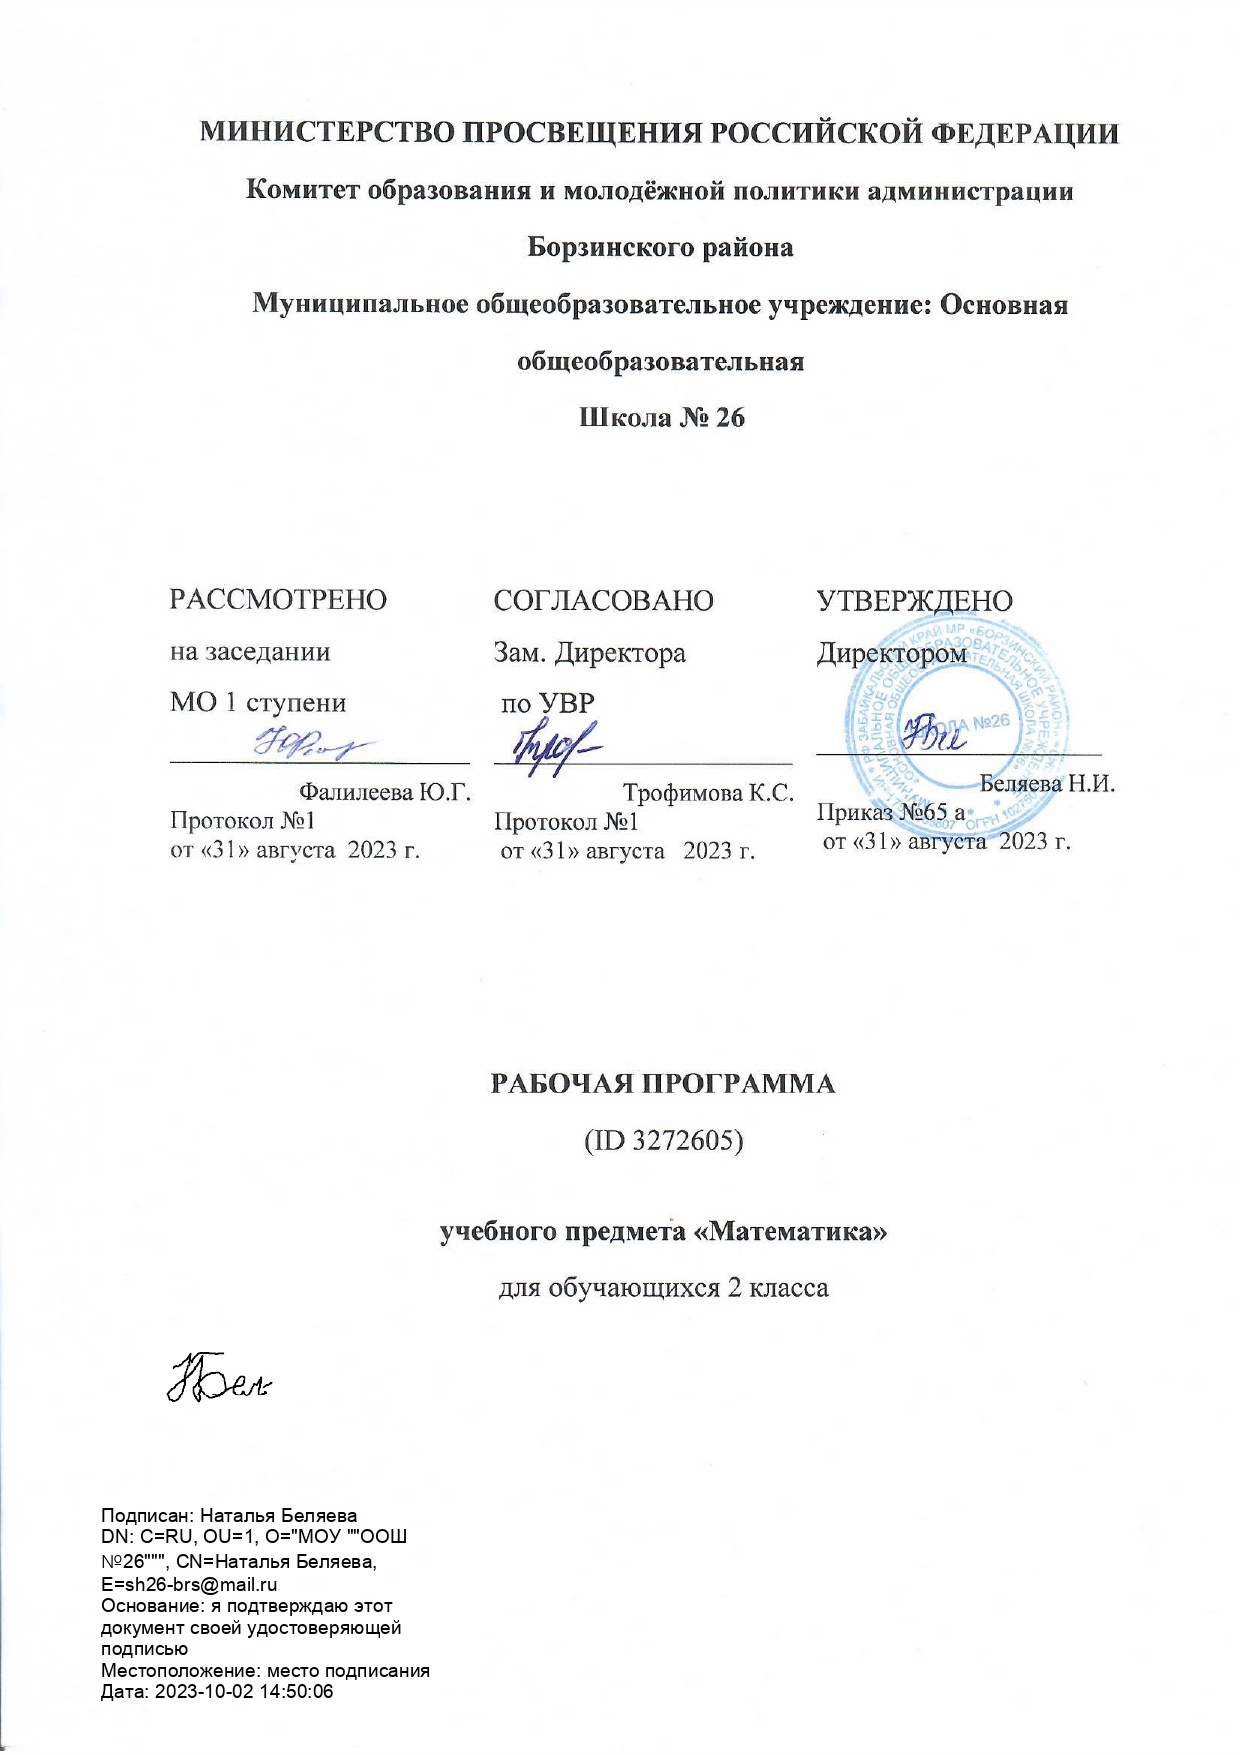 МИНИСТЕРСТВО ПРОСВЕЩЕНИЯ РОССИЙСКОЙ ФЕДЕРАЦИИ
Комитет образования и молодёжной политики администрации
Борзинского района
Муниципальное общеобразовательное учреждение: Основная
общеобразовательная
Школа № 26
РАССМОТРЕНО
на заседании
МО 1 ступени
Фалилеева Ю.Г.
Протокол №1
от «31» августа 2023 г.
СОГЛАСОВАНО
Зам. Директора
по УВР
Трофимова К.С.
Протокол №1
от «31» августа 2023 г.
УТВЕРЖДЕНО
Директором
Беляева Н.И.
Приказ №65 а
от «31» августа 2023 г.
РАБОЧАЯ ПРОГРАММА
(ID 3272605)
учебного предмета «Математика»
для обучающихся 2 класса
Подписан: Наталья Беляева
DN: C=RU, OU=1, O="МОУ ""ООШ
№26""", CN=Наталья Беляева,
E=sh26-brs@mail.ru
Основание: я подтверждаю этот
документ своей удостоверяющей
подписью
Местоположение: место подписания
Дата: 2023-10-02 14:50:06